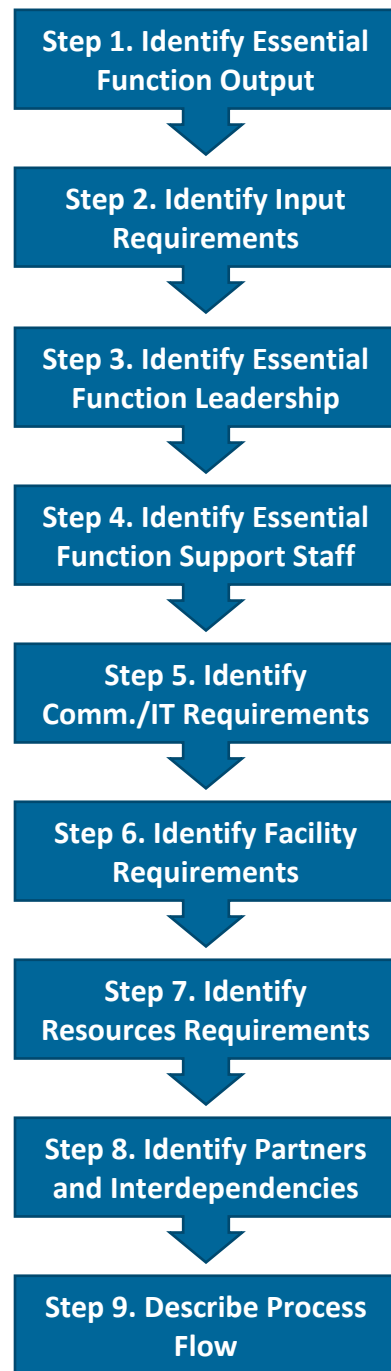 Step 1. Identify Essential
Function Output
Step 2. Identify Input
Requirements
Step 3. Identify Essential
Function Leadership
Step 4. Identify Essential
Function Support Staff
Step 5. Identify
Comm./IT Requirements
Step 6. Identify Facility
Requirements
Step 7. Identify
Resources Requirements
Step 8. Identify Partners
and Interdependencies
Step 9. Describe Process
Flow